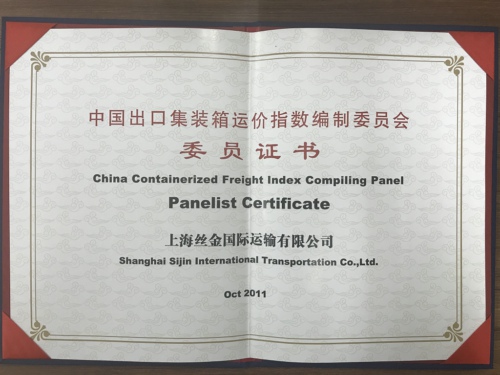 中国出口集装箱运价指数编制委员会
委员证书
China Containerized Freight Index Compiling Panel
Panelist Certificate
上海丝金国际运输有限公司
Shanghai Sijin International Transportation Co.,Ltd.
Oct 2011